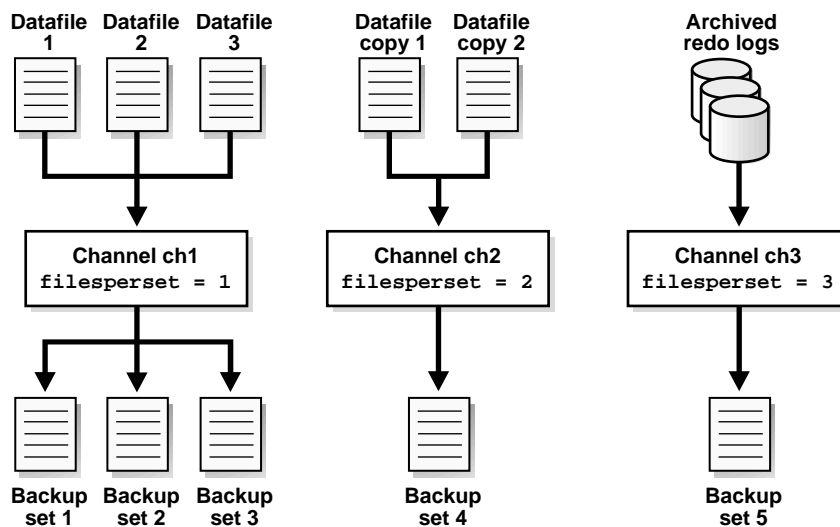 Datafile 1
Datafile 2
Datafile 3
Datafile copy 1
Datafile copy 2
Archived redo logs
Channel ch1
filesperset = 1
Channel ch2
filesperset = 2
Channel ch3
filesperset = 3
Backup set 1
Backup set 2
Backup set 3
Backup set 4
Backup set 5